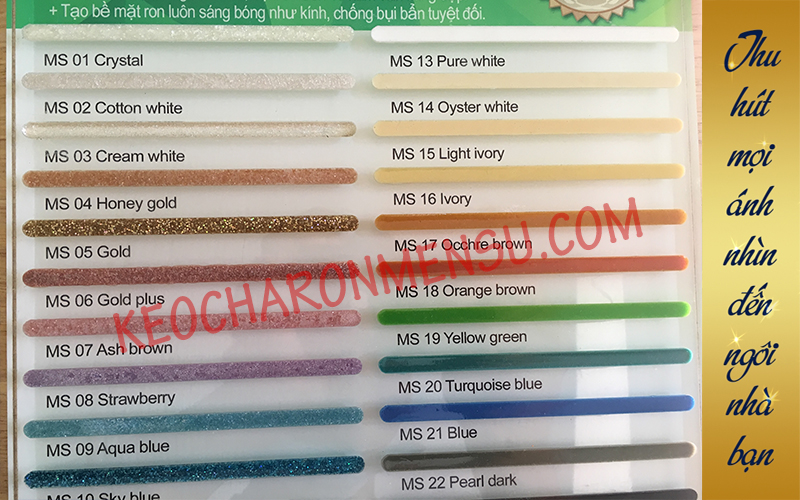 + Tạo bề mặt ron luôn sáng bóng như kính, chống bụi bẩn tuyệt đối.
MS 01 Crystal
MS 02 Cotton white
MS 03 Cream white
MS 04 Honey gold
MS 05 Gold
MS 06 Gold plus
MS 07 Ash brown
MS 08 Strawberry
MS 09 Aqua blue
MS 10 Sky blue
MS 13 Pure white
MS 14 Oyster white
MS 15 Light ivory
MS 16 Ivory
MS 17 Occhre brown
MS 18 Orange brown
MS 19 Yellow green
MS 20 Turquoise blue
MS 21 Blue
MS 22 Pearl dark
KEOCHARONMENSU.COM
Thu
hút
mọi
ánh
nhìn
đến
ngôi
nhà
bạn